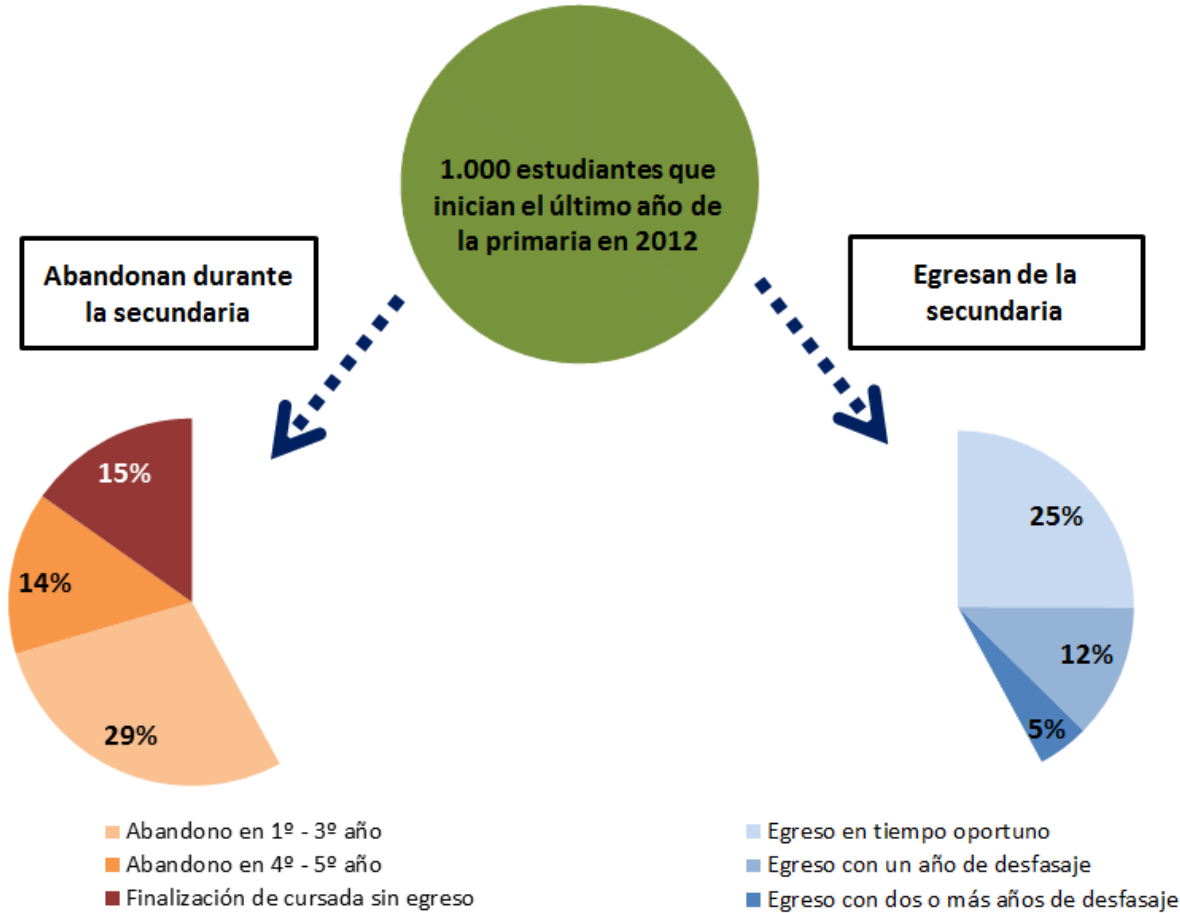 1.000 estudiantes que
inician el último año de
la primaria en 2012
Abandonan durante
la secundaria
Egresan de la
secundaria
15%
14%
29%
25%
12%
5%
Abandono en 1º - 3º año
Abandono en 4º - 5º año
Finalización de cursada sin egreso
Egreso en tiempo oportuno
Egreso con un año de desfasaje
Egreso con dos o más años de desfasaje